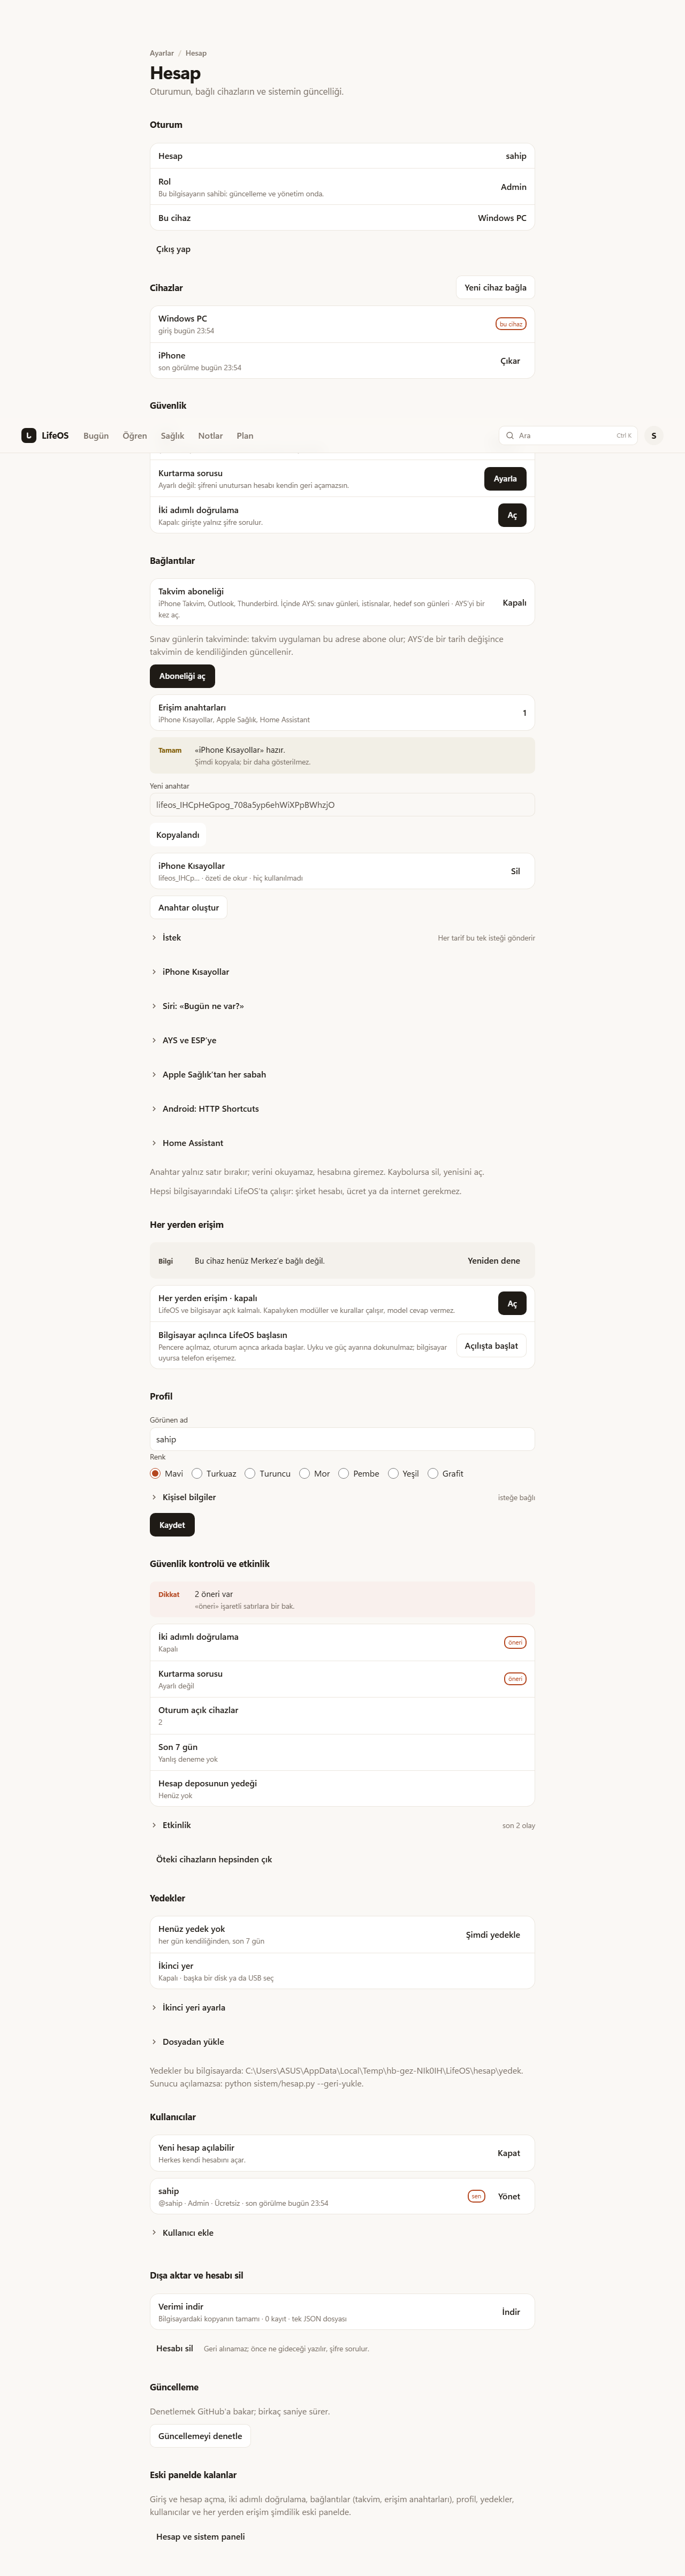 Ayarlar / Hesap
Hesap
Oturumun, bağlı cihazların ve sistemin güncelliği.
Oturum
Hesap
sahip
Rol
Bu bilgisayarın sahibi: güncelleme ve yönetim onda.
Admin
Bu cihaz
Windows PC
Çıkış yap
Cihazlar
Yeni cihaz bağla
Windows PC
giriş bugün 23:54
bu cihaz
iPhone
son görülme bugün 23:54
Çıkar
Güvenlik
LifeOS
Bugün
Öğren
Sağlık
Notlar
Plan
Ara
Ctrl K
S
Kurtarma sorusu
Ayarlı değil: şifreni unutursan hesabı kendin geri açamazsın.
Ayarla
İki adımlı doğrulama
Kapalı: girişte yalnız şifre sorulur.
Aç
Bağlantılar
Takvim aboneliği
iPhone Takvim, Outlook, Thunderbird. İçinde AYS: sınav günleri, istisnalar, hedef son günleri · AYS'yi bir
kez aç.
Kapalı
Sınav günlerin takviminde: takvim uygulaman bu adrese abone olur; AYS'de bir tarih değişince
takvimin de kendiliğinden güncellenir.
Aboneliği aç
Erişim anahtarları
iPhone Kısayollar, Apple Sağlık, Home Assistant
1
Tamam
«iPhone Kısayollar» hazır.
Şimdi kopyala; bir daha gösterilmez.
Yeni anahtar
lifeos_IHCpHeGpog_708a5yp6ehWiXPpBWhzjO
Kopyalandı
iPhone Kısayollar
lifeos_IHCp… · özeti de okur · hiç kullanılmadı
Sil
Anahtar oluştur
İstek
Her tarif bu tek isteği gönderir
iPhone Kısayollar
Siri: «Bugün ne var?»
AYS ve ESP'ye
Apple Sağlık'tan her sabah
Android: HTTP Shortcuts
Home Assistant
Anahtar yalnız satır bırakır; verini okuyamaz, hesabına giremez. Kaybolursa sil, yenisini aç.
Hepsi bilgisayarındaki LifeOS'ta çalışır: şirket hesabı, ücret ya da internet gerekmez.
Her yerden erişim
Bilgi
Bu cihaz henüz Merkez'e bağlı değil.
Yeniden dene
Her yerden erişim · kapalı
LifeOS ve bilgisayar açık kalmalı. Kapalıyken modüller ve kurallar çalışır, model cevap vermez.
Aç
Bilgisayar açılınca LifeOS başlasın
Pencere açılmaz, oturum açınca arkada başlar. Uyku ve güç ayarına dokunulmaz; bilgisayar
uyursa telefon erişemez.
Açılışta başlat
Profil
Görünen ad
sahip
Renk
Mavi
Turkuaz
Turuncu
Mor
Pembe
Yeşil
Grafit
Kişisel bilgiler
isteğe bağlı
Kaydet
Güvenlik kontrolü ve etkinlik
Dikkat
2 öneri var
«öneri» işaretli satırlara bir bak.
İki adımlı doğrulama
Kapalı
öneri
Kurtarma sorusu
Ayarlı değil
öneri
Oturum açık cihazlar
2
Son 7 gün
Yanlış deneme yok
Hesap deposunun yedeği
Henüz yok
Etkinlik
son 2 olay
Öteki cihazların hepsinden çık
Yedekler
Henüz yedek yok
her gün kendiliğinden, son 7 gün
Şimdi yedekle
İkinci yer
Kapalı · başka bir disk ya da USB seç
İkinci yeri ayarla
Dosyadan yükle
Yedekler bu bilgisayarda: C:\Users\ASUS\AppData\Local\Temp\hb-gez-NIk0IH\LifeOS\hesap\yedek.
Sunucu açılamazsa: python sistem/hesap.py --geri-yukle.
Kullanıcılar
Yeni hesap açılabilir
Herkes kendi hesabını açar.
Kapat
sahip
@sahip · Admin · Ücretsiz · son görülme bugün 23:54
sen
Yönet
Kullanıcı ekle
Dışa aktar ve hesabı sil
Verimi indir
Bilgisayardaki kopyanın tamamı · 0 kayıt · tek JSON dosyası
İndir
Hesabı sil
Geri alınamaz; önce ne gideceği yazılır, şifre sorulur.
Güncelleme
Denetlemek GitHub'a bakar; birkaç saniye sürer.
Güncellemeyi denetle
Eski panelde kalanlar
Giriş ve hesap açma, iki adımlı doğrulama, bağlantılar (takvim, erişim anahtarları), profil, yedekler,
kullanıcılar ve her yerden erişim şimdilik eski panelde.
Hesap ve sistem paneli